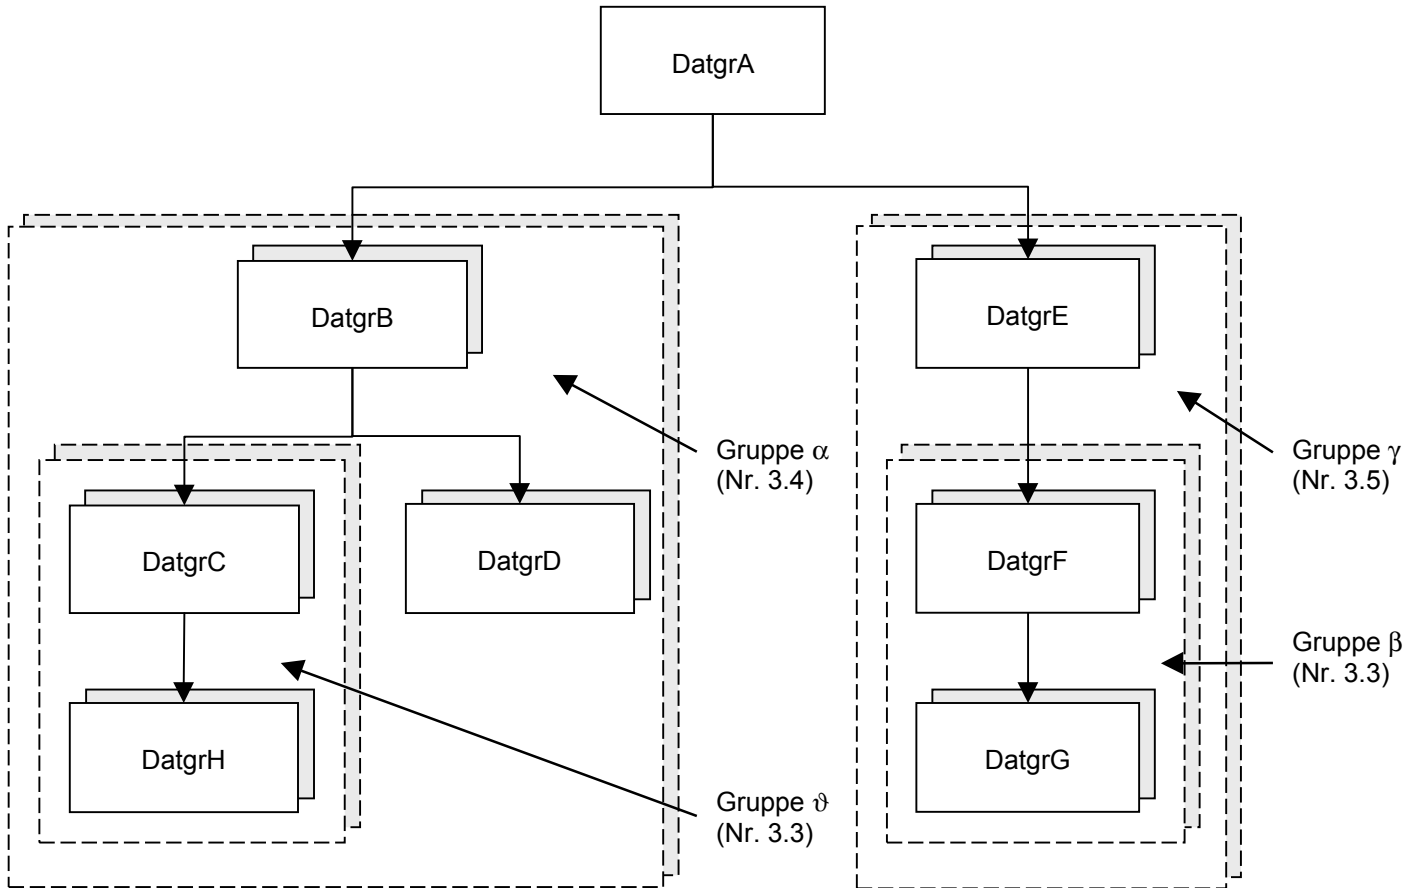 DatgrA
DatgrB
DatgrE
Gruppe α
(Nr. 3.4)
Gruppe γ
(Nr. 3.5)
DatgrC
DatgrD
DatgrF
Gruppe β
(Nr. 3.3)
DatgrH
DatgrG
Gruppe ϑ
(Nr. 3.3)